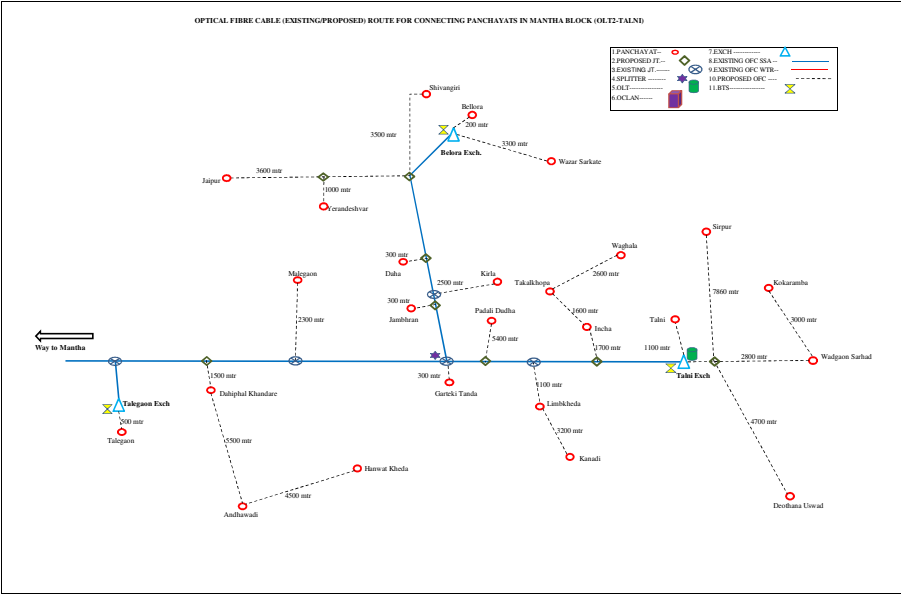 OPTICAL FIBRE CABLE (EXISTING/PROPOSED) ROUTE FOR CONNECTING PANCHAYATS IN MANTHA BLOCK (OLT2-TALNI)
1.PANCHAYAT--
2.PROPOSED JT.--
3.EXISTING JT.------
4.SPLITTER --------
5.OLT---------------
6.OCLAN------
7.EXCH ------------
8.EXISTING OFC SSA --
9.EXISTING OFC WTR--
10.PROPOSED OFC ----
11.BTS----------------
Shivangiri
Bellora
200 mtr
3500 mtr
3300 mtr
Belora Exch.
Wazar Sarkate
3600 mtr
Jaipur
1000 mtr
Yerandeshvar
Sirpur
Waghala
300 mtr
Daha
Kirla
2600 mtr
Malegaon
2500 mtr
Takalkhopa
Kokaramba
7860 mtr
300 mtr
Jambhran
Padali Dudha
1600 mtr
2300 mtr
Talni
3000 mtr
Incha
5400 mtr
Way to Mantha
1700 mtr
1100 mtr
2800 mtr
Wadgaon Sarhad
1500 mtr
300 mtr
Talni Exch
1100 mtr
Dahiphal Khandare
Garteki Tanda
Talegaon Exch
Limbkheda
500 mtr
4700 mtr
Talegaon
3200 mtr
5500 mtr
Kanadi
Hanwat Kheda
4500 mtr
Deothana Uswad
Andhawadi